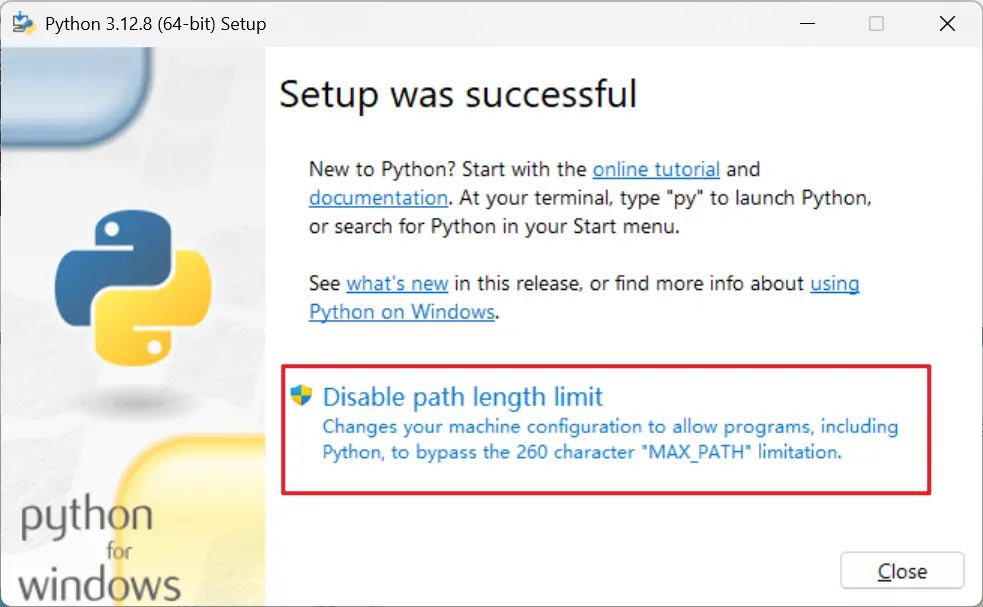 Python 3.12.8 (64-bit) Setup
Setup was successful
New to Python? Start with the online tutorial and
documentation. At your terminal, type "py" to launch Python,
or search for Python in your Start menu.
See what's new in this release, or find more info about using
Python on Windows.
Disable path length limit
Changes your machine configuration to allow programs, including
Python, to bypass the 260 character "MAX_PATH" limitation.
python
for
windows
Close